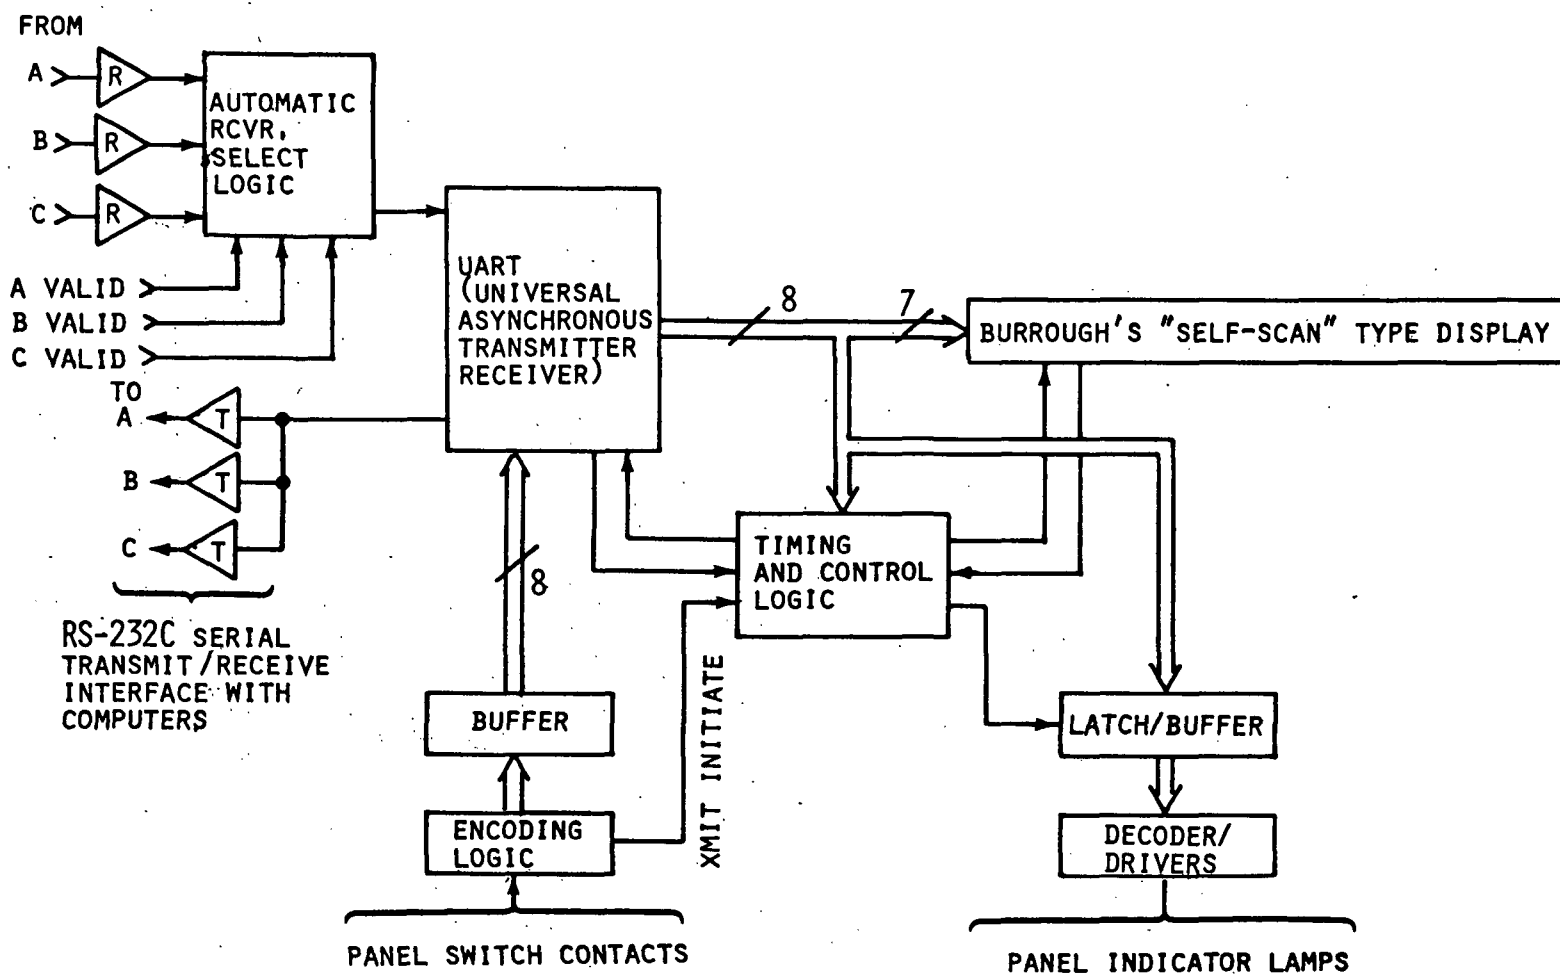 FROM
A
R
B
R
C
R
AUTOMATIC
RCVR.
SELECT
LOGIC
A VALID
B VALID
C VALID
TO
A
T
B
T
C
T
RS-232C SERIAL
TRANSMIT/RECEIVE
INTERFACE WITH
COMPUTERS
UART
(UNIVERSAL
ASYNCHRONOUS
TRANSMITTER
RECEIVER)
8
7
BURROUGH'S "SELF-SCAN" TYPE DISPLAY
TIMING
AND CONTROL
LOGIC
8
XMIT INITIATE
BUFFER
ENCODING
LOGIC
PANEL SWITCH CONTACTS
LATCH/BUFFER
DECODER/
DRIVERS
PANEL INDICATOR LAMPS